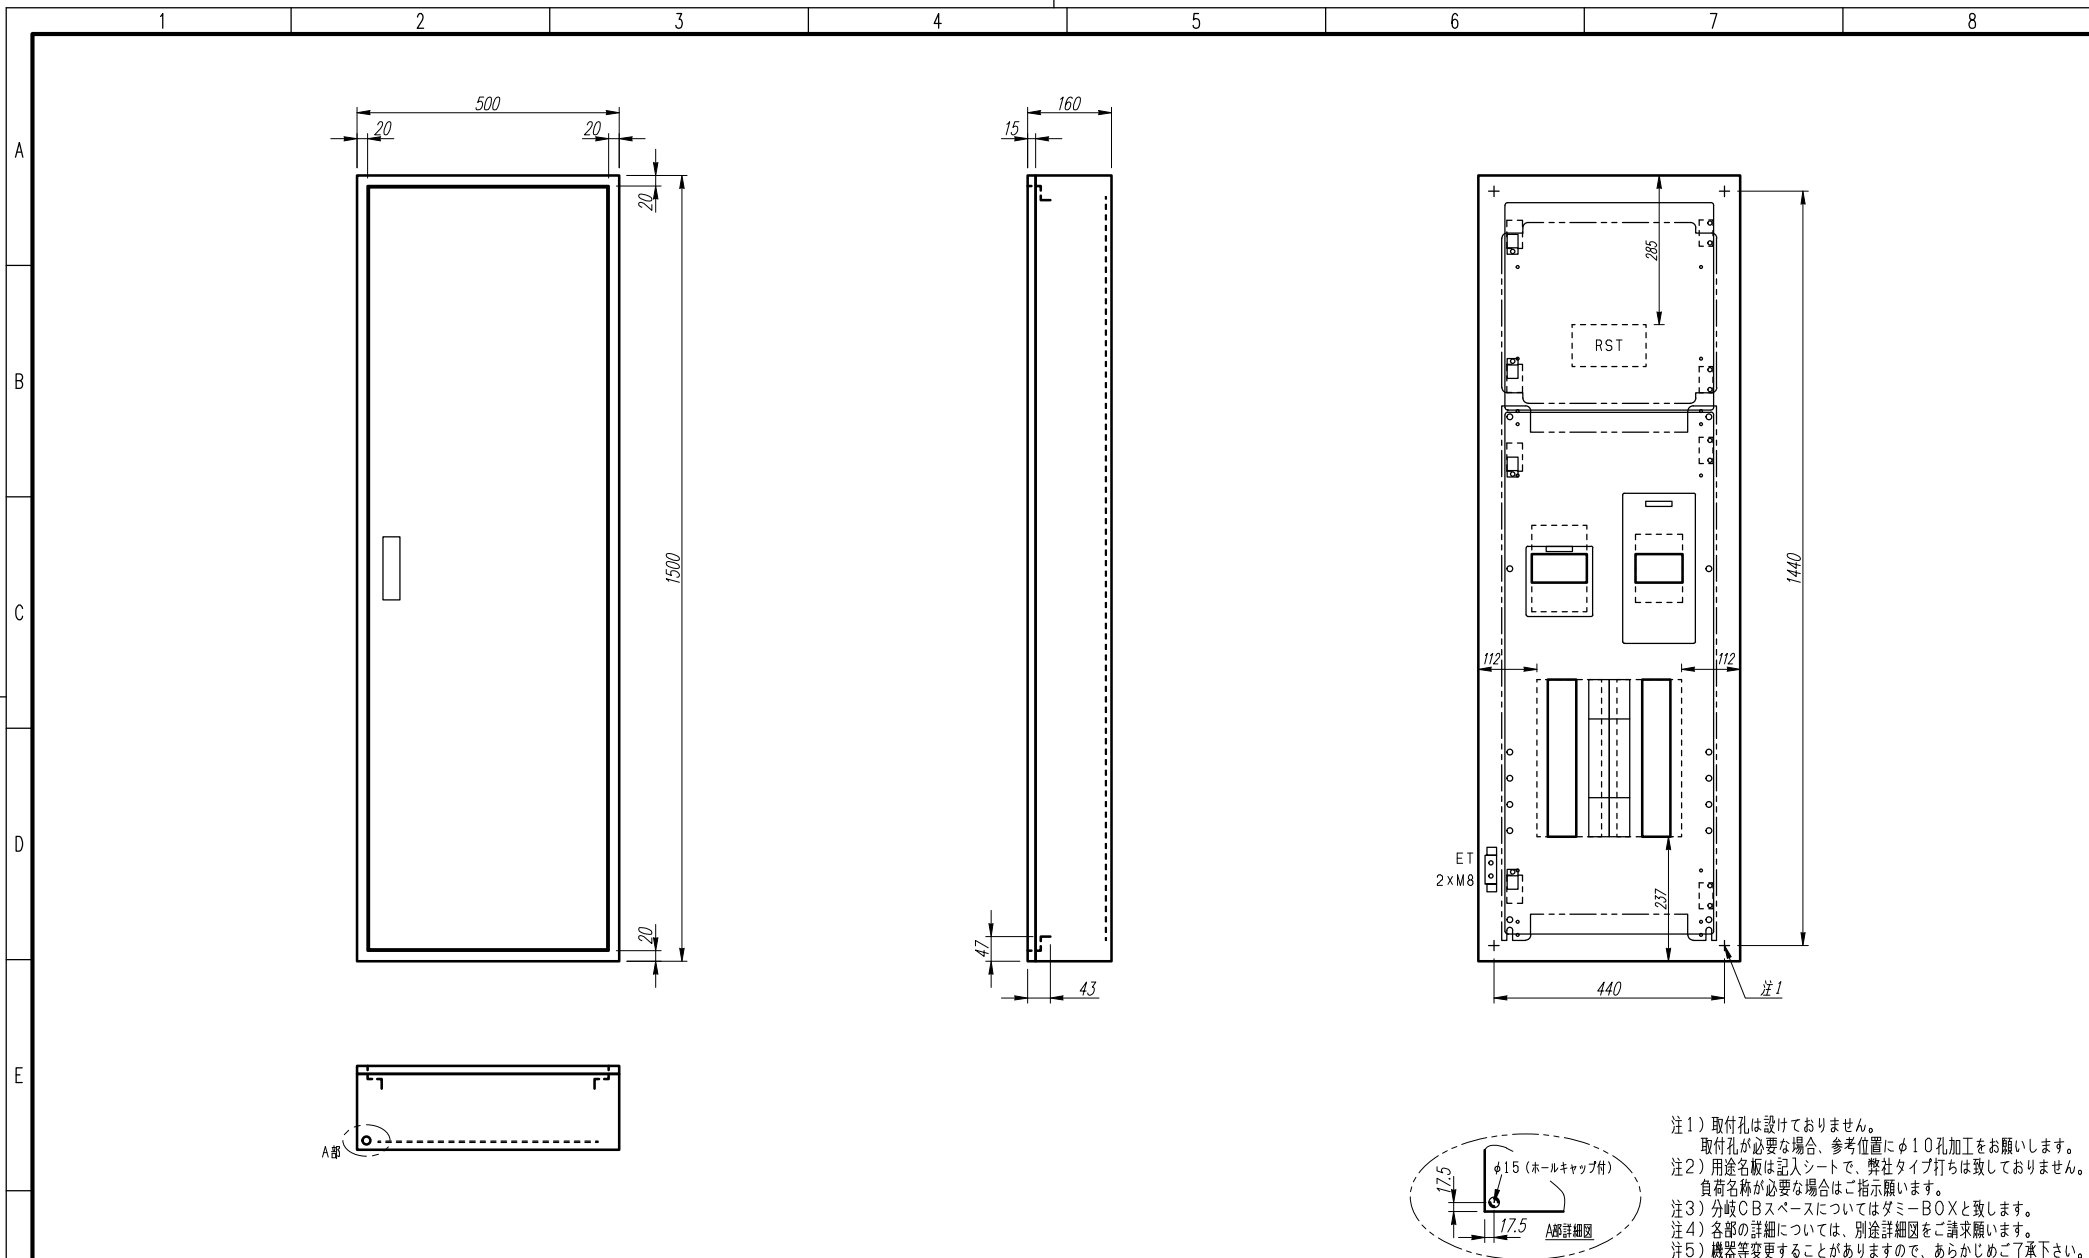 1 2 3 4 5 6 7 8
A
B
C
D
E
500
20 20
20
1500
20
160
15
47
43
285
RST
1440
112 112
ET
2×M8
237
440
注1
A部
17.5
φ15(ホールキャップ付)
17.5
A部詳細図
注1)取付孔は設けておりません。
取付孔が必要な場合、参考位置にφ10孔加工をお願いします。
注2)用途名板は記入シートで、弊社タイプ打ちは致しておりません。
負荷名称が必要な場合はご指示願います。
注3)分岐CBスペースについてはダミーBOXと致します。
注4)各部の詳細については、別途詳細図をご請求願います。
注5)機器等変更することがありますので、あらかじめご了承下さい。